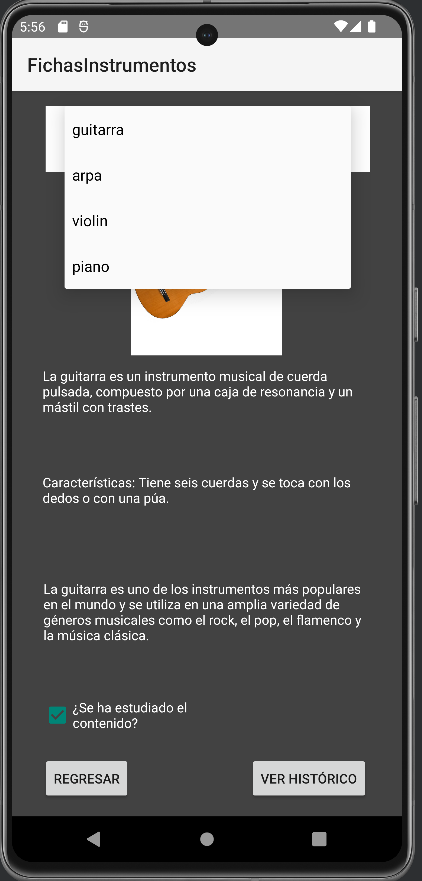 5:56
FichasInstrumentos
guitarra
arpa
violin
piano
La guitarra es un instrumento musical de cuerda
pulsada, compuesto por una caja de resonancia y un
mástil con trastes.
Características: Tiene seis cuerdas y se toca con los
dedos o con una púa.
La guitarra es uno de los instrumentos más populares
en el mundo y se utiliza en una amplia variedad de
géneros musicales como el rock, el pop, el flamenco y
la música clásica.
¿Se ha estudiado el
contenido?
REGRESAR
VER HISTÓRICO